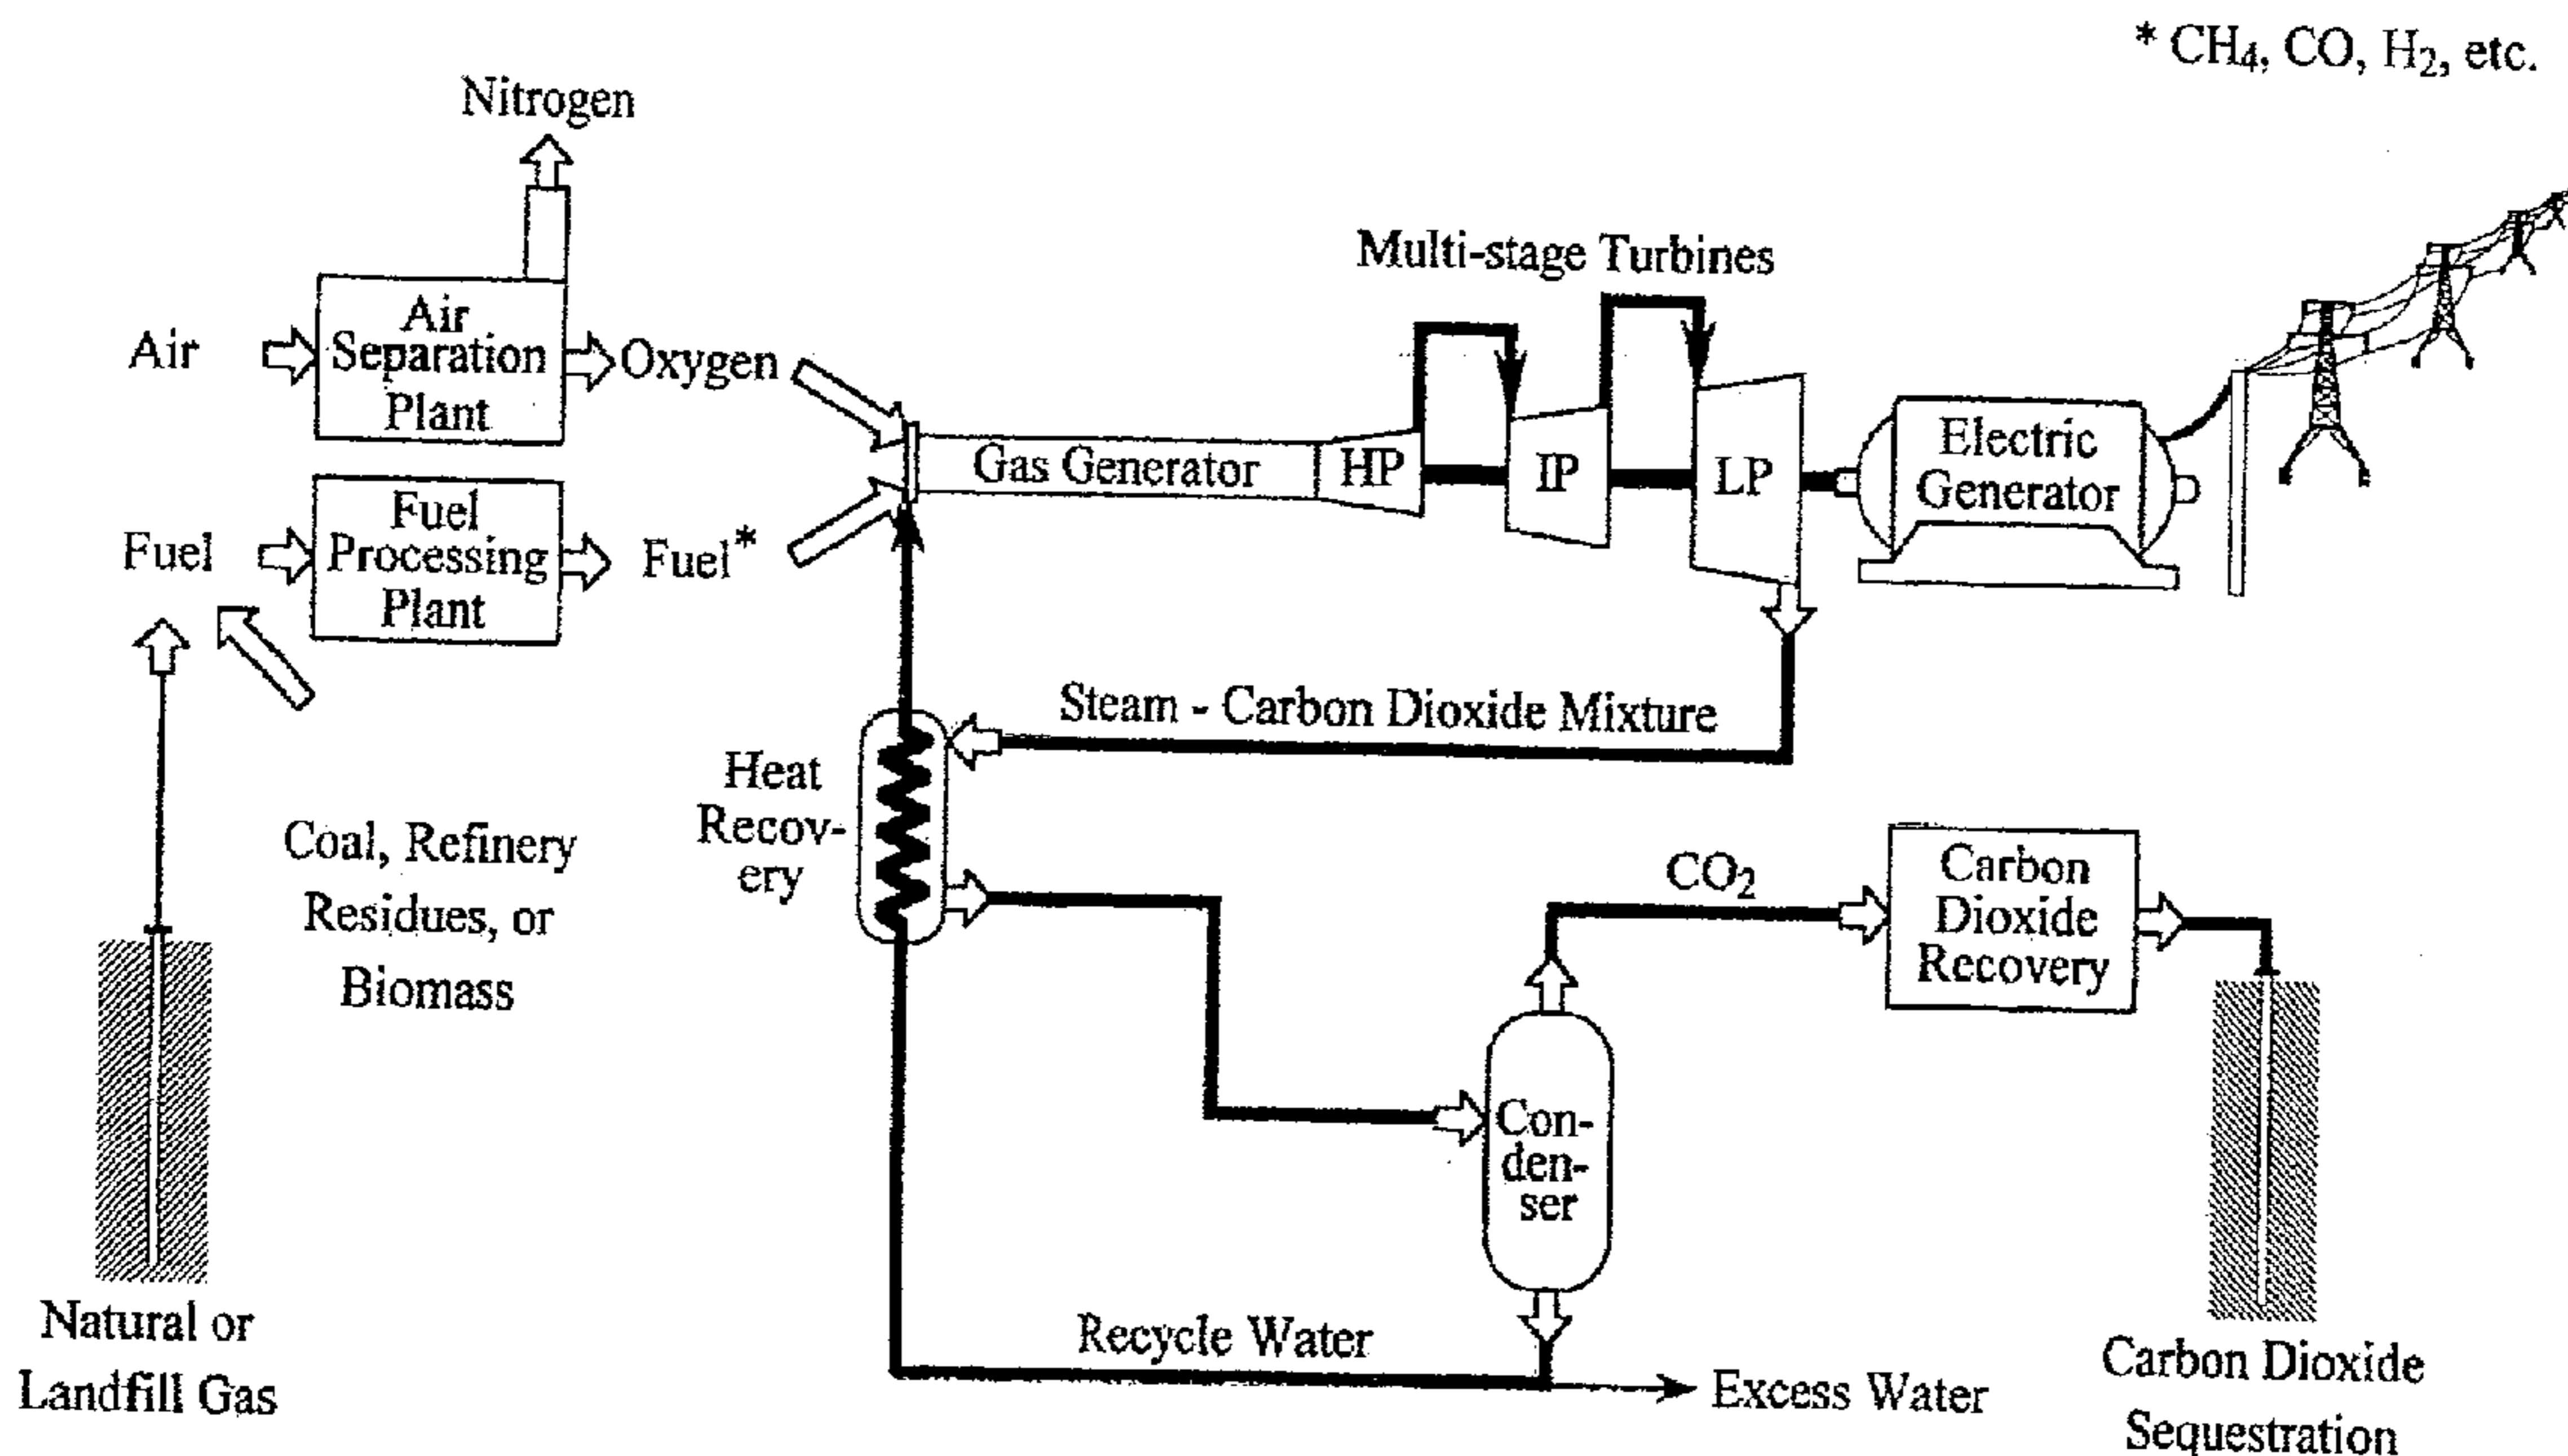 * CH₄, CO, H₂, etc.
Nitrogen
Multi-stage Turbines
Air
Air
Separation
Plant
Oxygen
Gas Generator
HP
IP
LP
Electric
Generator
Fuel
Fuel
Processing
Plant
Fuel*
Steam - Carbon Dioxide Mixture
Heat
Recov-
ery
Coal, Refinery
Residues, or
Biomass
CO₂
Carbon
Dioxide
Recovery
Con-
den-
ser
Natural or
Landfill Gas
Recycle Water
Excess Water
Carbon Dioxide
Sequestration